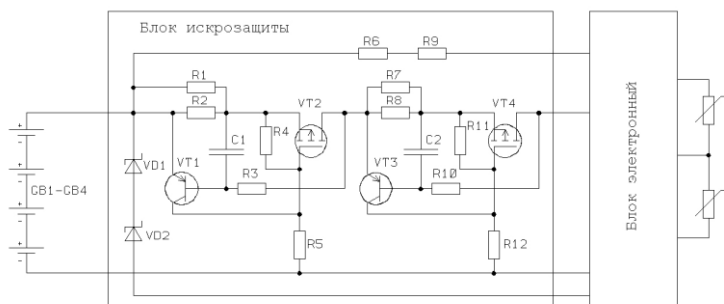 Блок искрозащиты
R6
R9
R1
R7
R2
VT2
R8
VT4
C1
R4
C2
R11
VD1
VT1
VT3
GB1-GB4
R3
R10
VD2
R5
R12
Блок электронный